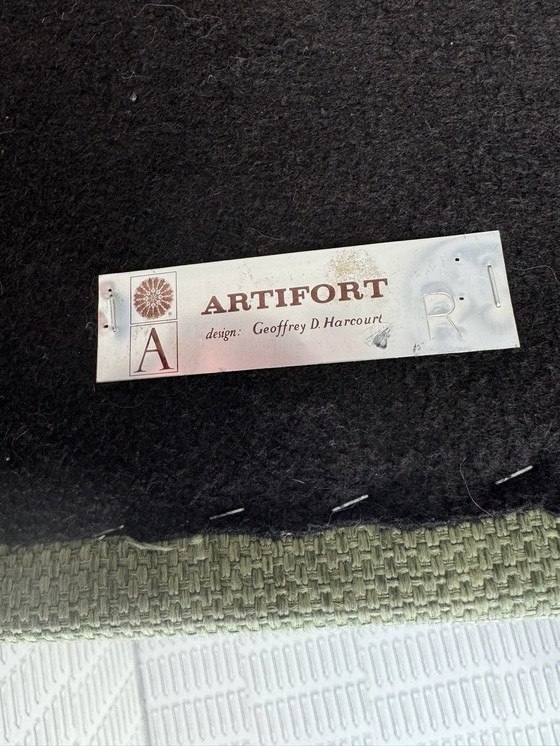 ARTIFORT
design: Geoffrey D. Harcourt
A
R